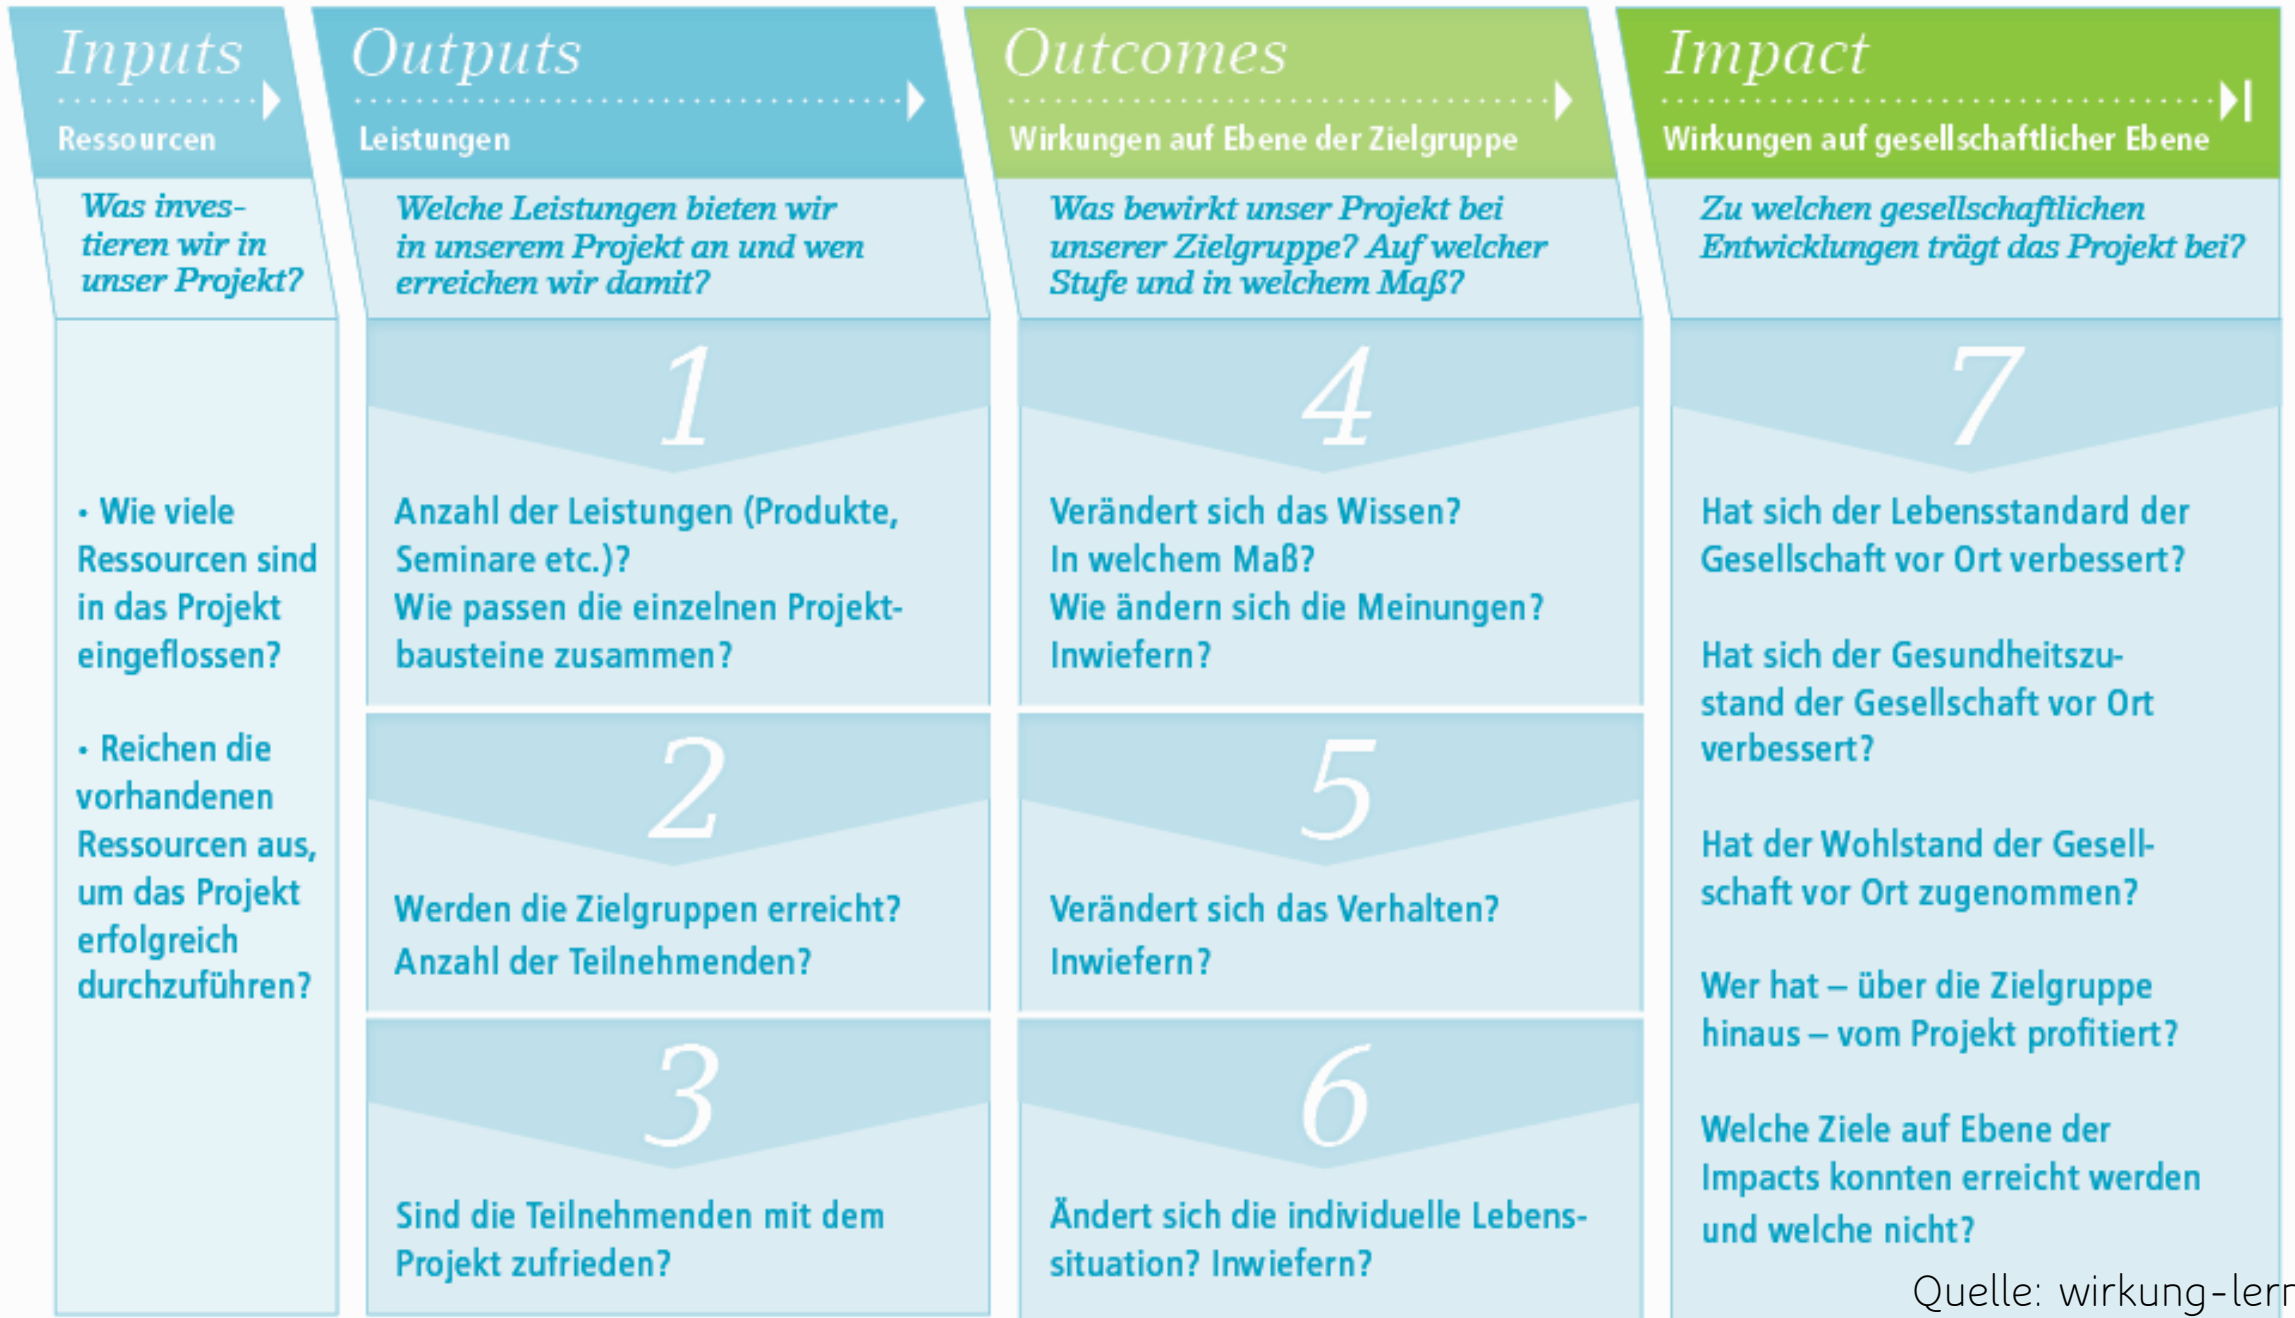 Inputs
Ressourcen
Was inves-
tieren wir in
unser Projekt?
• Wie viele
Ressourcen sind
in das Projekt
eingeflossen?
• Reichen die
vorhandenen
Ressourcen aus,
um das Projekt
erfolgreich
durchzuführen?
Outputs
Leistungen
Welche Leistungen bieten wir
in unserem Projekt an und wen
erreichen wir damit?
1
Anzahl der Leistungen (Produkte,
Seminare etc.)?
Wie passen die einzelnen Projekt-
bausteine zusammen?
2
Werden die Zielgruppen erreicht?
Anzahl der Teilnehmenden?
3
Sind die Teilnehmenden mit dem
Projekt zufrieden?
Outcomes
Wirkungen auf Ebene der Zielgruppe
Was bewirkt unser Projekt bei
unserer Zielgruppe? Auf welcher
Stufe und in welchem Maß?
4
Verändert sich das Wissen?
In welchem Maß?
Wie ändern sich die Meinungen?
Inwiefern?
5
Verändert sich das Verhalten?
Inwiefern?
6
Ändert sich die individuelle Lebens-
situation? Inwiefern?
Impact
Wirkungen auf gesellschaftlicher Ebene
Zu welchen gesellschaftlichen
Entwicklungen trägt das Projekt bei?
7
Hat sich der Lebensstandard der
Gesellschaft vor Ort verbessert?
Hat sich der Gesundheitszu-
stand der Gesellschaft vor Ort
verbessert?
Hat der Wohlstand der Gesell-
schaft vor Ort zugenommen?
Wer hat – über die Zielgruppe
hinaus – vom Projekt profitiert?
Welche Ziele auf Ebene der
Impacts konnten erreicht werden
und welche nicht?
Quelle: wirkung-lern